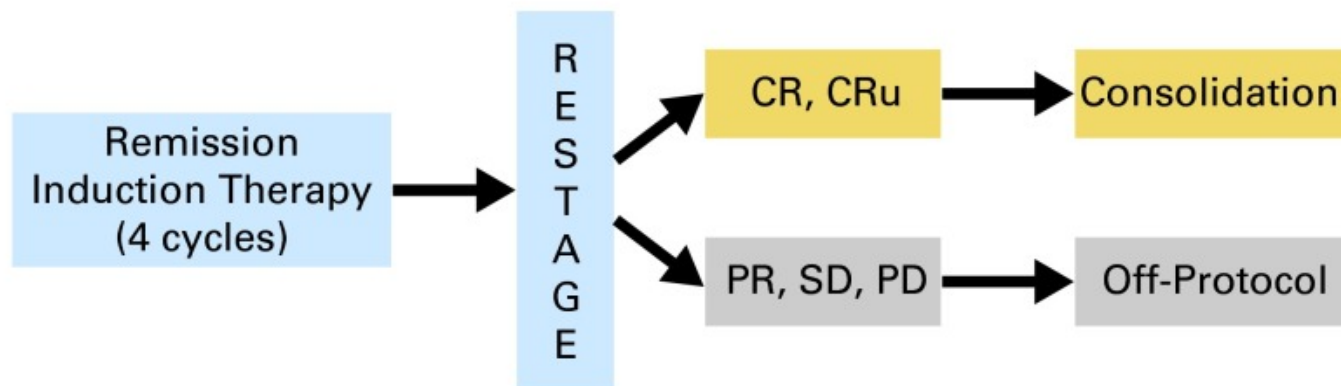 Remission
Induction Therapy
(4 cycles)
R
E
S
T
A
G
E
CR, CRu
Consolidation
PR, SD, PD
Off-Protocol